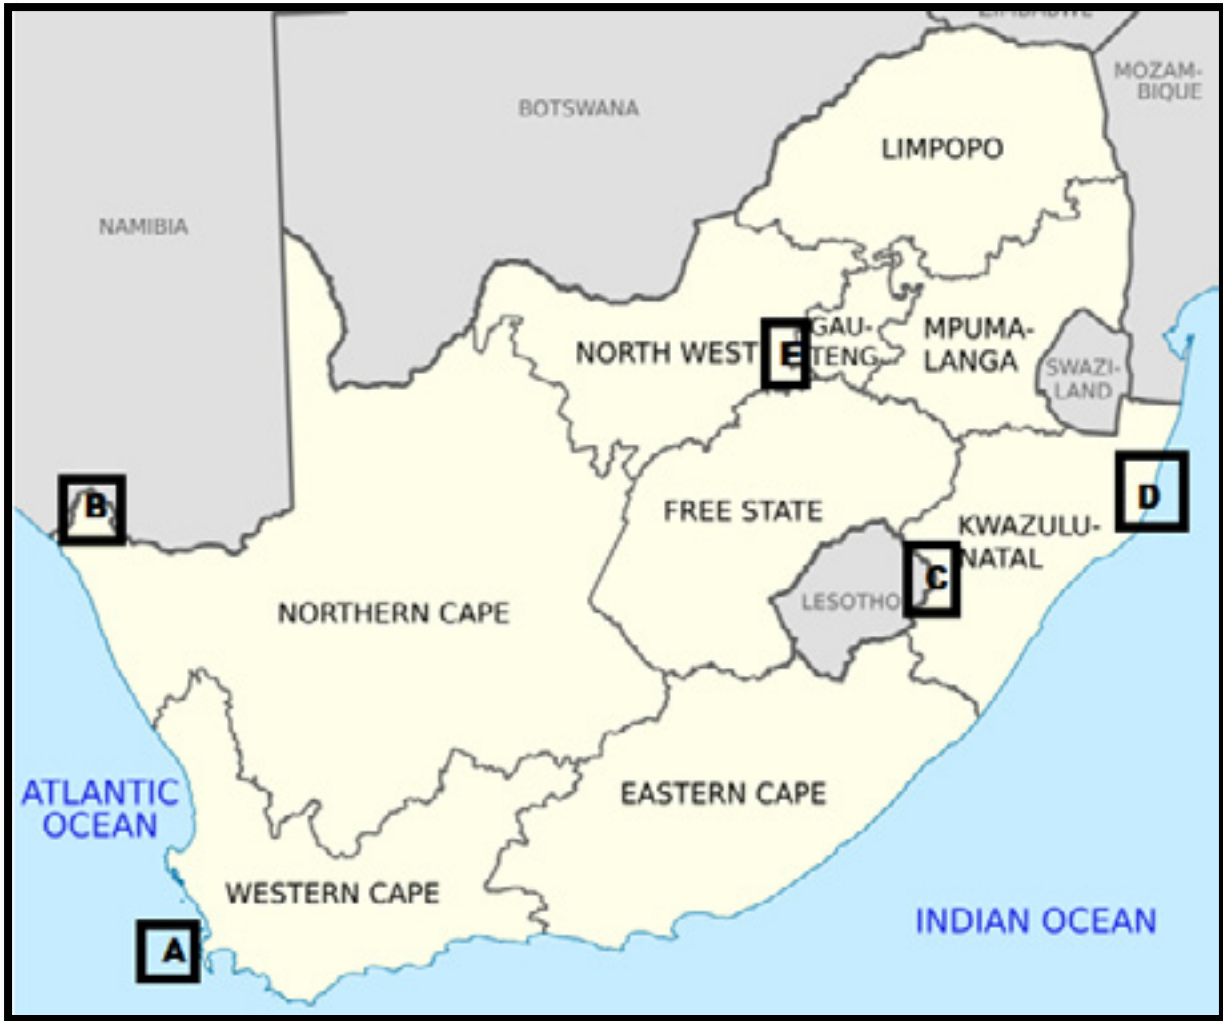 ZIMBABWE
MOZAM-
BIQUE
BOTSWANA
LIMPOPO
NAMIBIA
GAU-
TENG
MPUMA-
LANGA
NORTH WEST
E
SWAZI-
LAND
B
D
FREE STATE
KWAZULU-
NATAL
C
LESOTHO
NORTHERN CAPE
ATLANTIC
OCEAN
EASTERN CAPE
WESTERN CAPE
INDIAN OCEAN
A